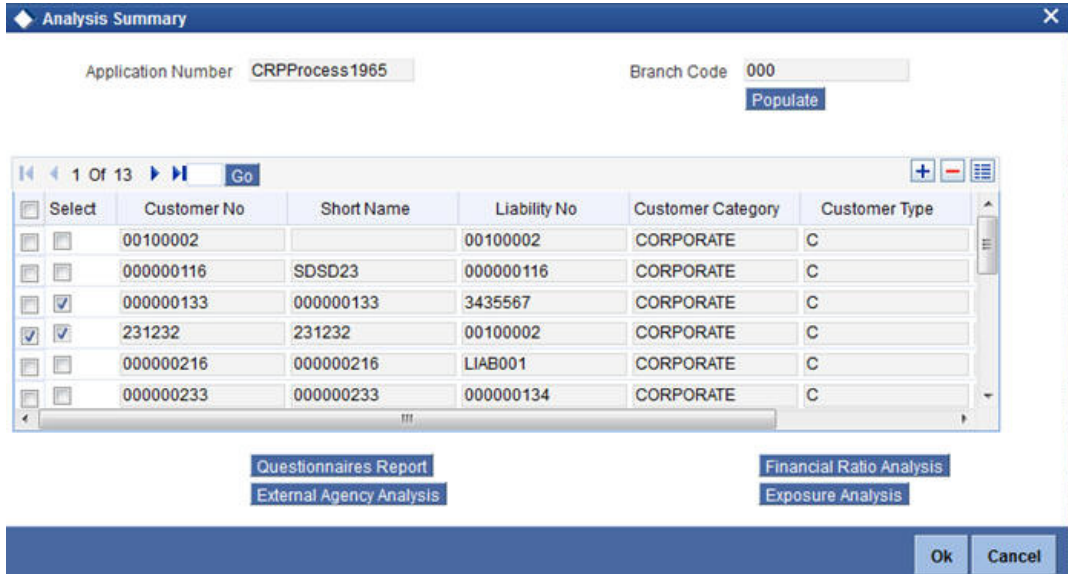 Analysis Summary
Application Number CRPProcess1965 Branch Code 000
Populate
1 Of 13 Go
Select Customer No Short Name Liability No Customer Category Customer Type
00100002 00100002 CORPORATE C
000000116 SDSD23 000000116 CORPORATE C
000000133 000000133 3435567 CORPORATE C
231232 231232 00100002 CORPORATE C
000000216 000000216 LIAB001 CORPORATE C
000000233 000000233 000000134 CORPORATE C
Questionnaires Report Financial Ratio Analysis
External Agency Analysis Exposure Analysis
Ok Cancel